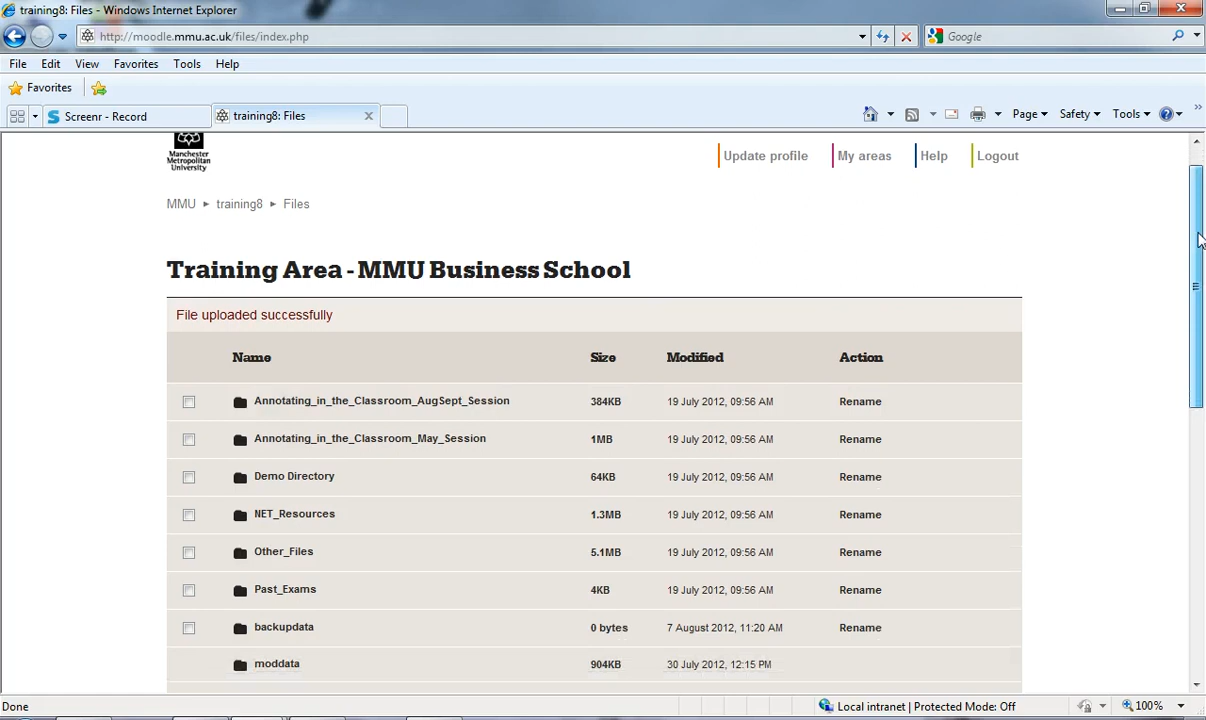 training8: Files - Windows Internet Explorer
http://moodle.mmu.ac.uk/files/index.php
Google
File Edit View Favorites Tools Help
Favorites
Screenr - Record
training8: Files
Page Safety Tools
Manchester
Metropolitan
University
Update profile
My areas
Help
Logout
MMU ► training8 ► Files
Training Area - MMU Business School
File uploaded successfully
Name Size Modified Action
Annotating_in_the_Classroom_AugSept_Session 384KB 19 July 2012, 09:56 AM Rename
Annotating_in_the_Classroom_May_Session 1MB 19 July 2012, 09:56 AM Rename
Demo Directory 64KB 19 July 2012, 09:56 AM Rename
NET_Resources 1.3MB 19 July 2012, 09:56 AM Rename
Other_Files 5.1MB 19 July 2012, 09:56 AM Rename
Past_Exams 4KB 19 July 2012, 09:56 AM Rename
backupdata 0 bytes 7 August 2012, 11:20 AM Rename
moddata 904KB 30 July 2012, 12:15 PM
Done
Local intranet | Protected Mode: Off
100%